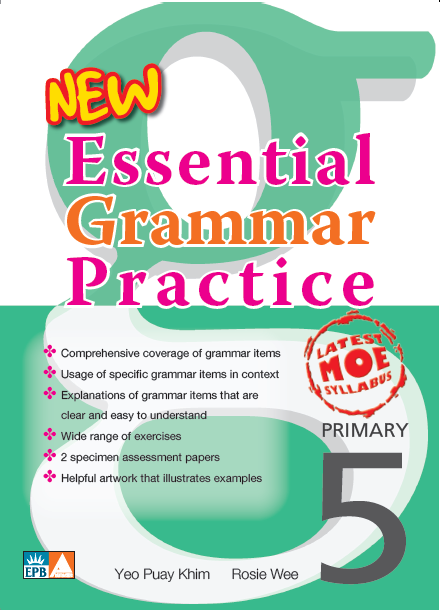 NEW
Essential
Grammar
Practice
Comprehensive coverage of grammar items
Usage of specific grammar items in context
Explanations of grammar items that are
clear and easy to understand
Wide range of exercises
2 specimen assessment papers
Helpful artwork that illustrates examples
LATEST
MOE
SYLLABUS
PRIMARY
5
EPB
Yeo Puay Khim Rosie Wee